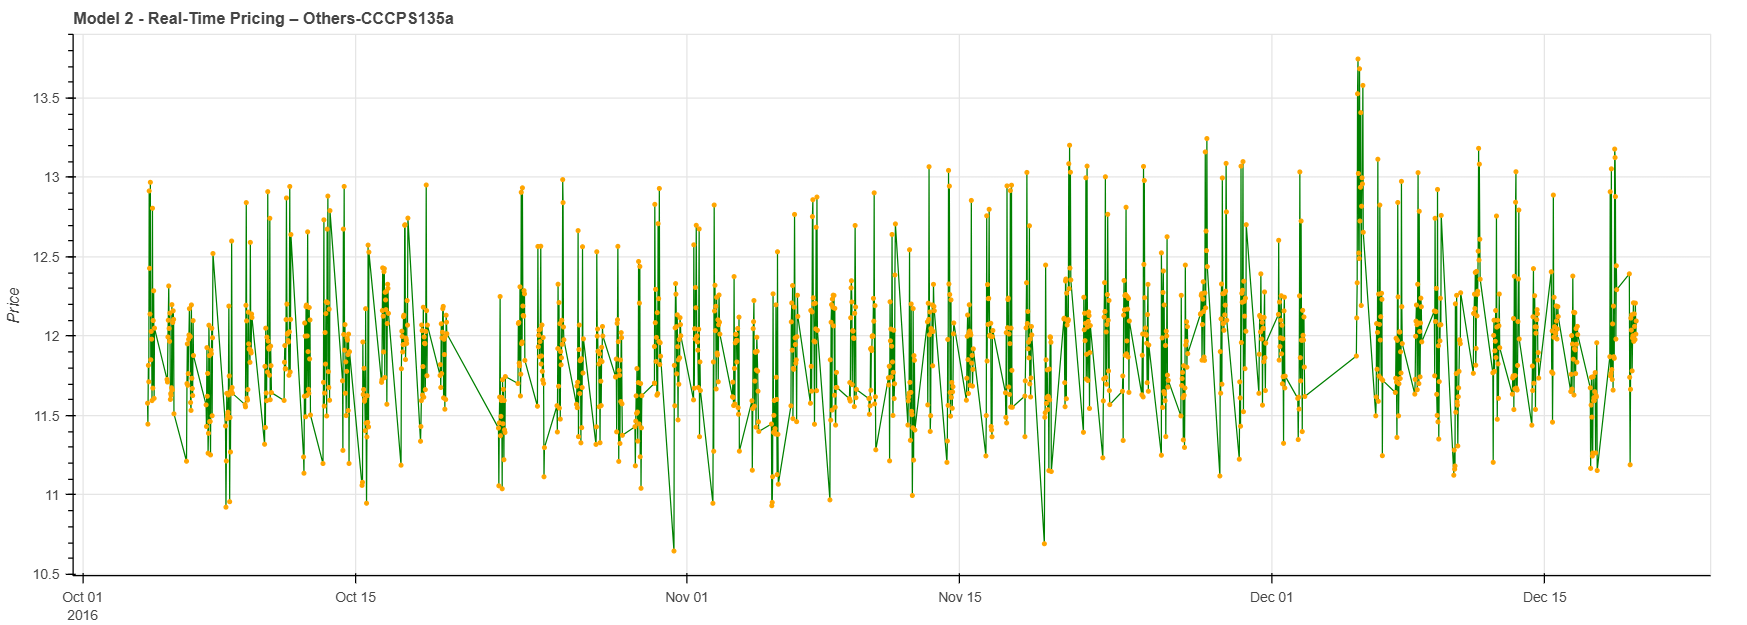 Model 2 - Real-Time Pricing – Others-CCCPS135a
Price
13.5
13
12.5
12
11.5
11
10.5
Oct 01 Oct 15 Nov 01 Nov 15 Dec 01 Dec 15
2016